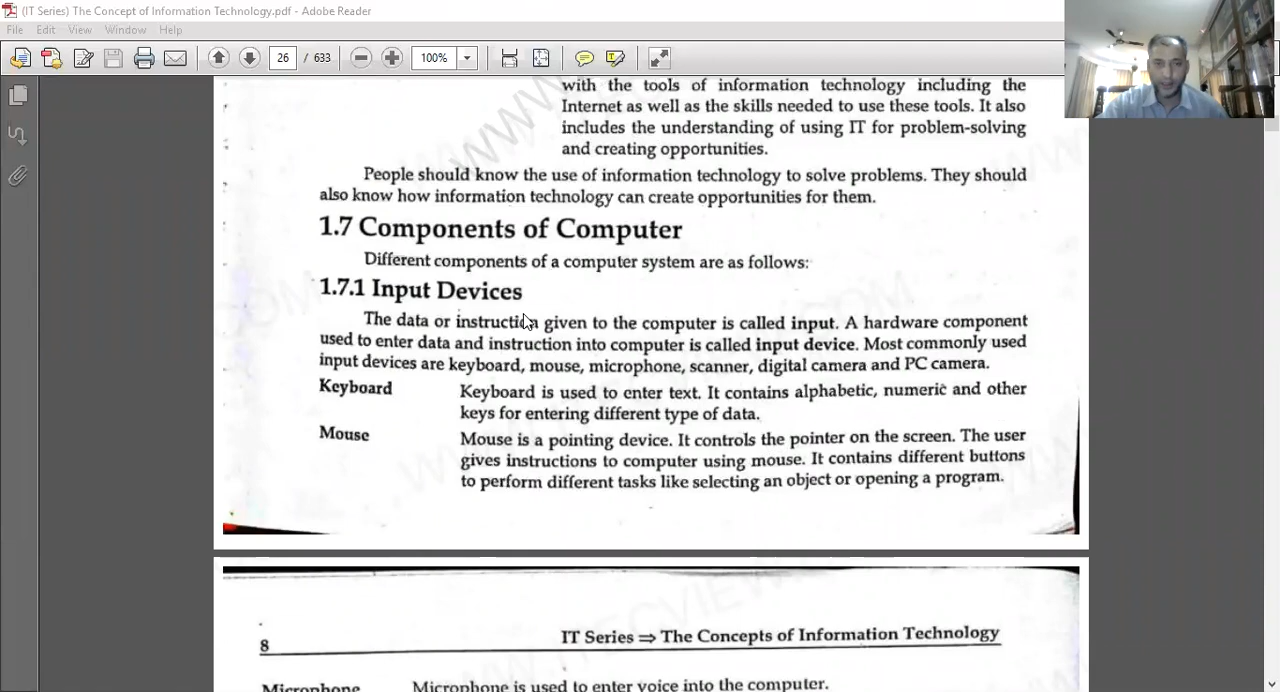 (IT Series) The Concept of Information Technology.pdf - Adobe Reader
File Edit View Window Help
26 / 633 100%
with the tools of information technology including the
Internet as well as the skills needed to use these tools. It also
includes the understanding of using IT for problem-solving
and creating opportunities.
People should know the use of information technology to solve problems. They should
also know how information technology can create opportunities for them.
1.7 Components of Computer
Different components of a computer system are as follows:
1.7.1 Input Devices
The data or instruction given to the computer is called input. A hardware component
used to enter data and instruction into computer is called input device. Most commonly used
input devices are keyboard, mouse, microphone, scanner, digital camera and PC camera.
Keyboard Keyboard is used to enter text. It contains alphabetic, numeric and other
keys for entering different type of data.
Mouse Mouse is a pointing device. It controls the pointer on the screen. The user
gives instructions to computer using mouse. It contains different buttons
to perform different tasks like selecting an object or opening a program.
8 IT Series ⇒ The Concepts of Information Technology
Microphone Microphone is used to enter voice into the computer.